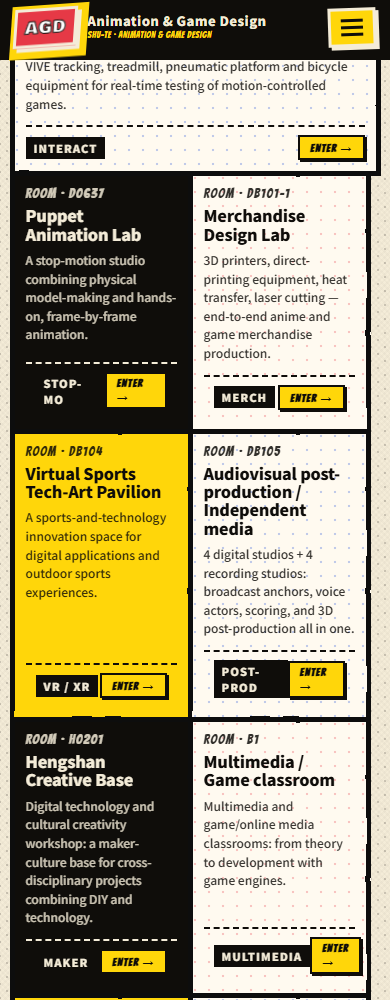 AGD
Animation & Game Design
SHU-TE · ANIMATION & GAME DESIGN
VIVE tracking, treadmill, pneumatic platform and bicycle
equipment for real-time testing of motion-controlled
games.
INTERACT
ENTER →
ROOM · D0637
Puppet
Animation Lab
A stop-motion studio
combining physical
model-making and hands-
on, frame-by-frame
animation.
STOP-
MO
ENTER
→
ROOM · DB101-1
Merchandise
Design Lab
3D printers, direct-
printing equipment, heat
transfer, laser cutting —
end-to-end anime and
game merchandise
production.
MERCH
ENTER →
ROOM · DB104
Virtual Sports
Tech-Art Pavilion
A sports-and-technology
innovation space for
digital applications and
outdoor sports
experiences.
VR / XR
ENTER →
ROOM · DB105
Audiovisual post-
production /
Independent
media
4 digital studios + 4
recording studios:
broadcast anchors, voice
actors, scoring, and 3D
post-production all in one.
POST-
PROD
ENTER
→
ROOM · H0201
Hengshan
Creative Base
Digital technology and
cultural creativity
workshop: a maker-
culture base for cross-
disciplinary projects
combining DIY and
technology.
MAKER
ENTER →
ROOM · B1
Multimedia /
Game classroom
Multimedia and
game/online media
classrooms: from theory
to development with
game engines.
MULTIMEDIA
ENTER
→